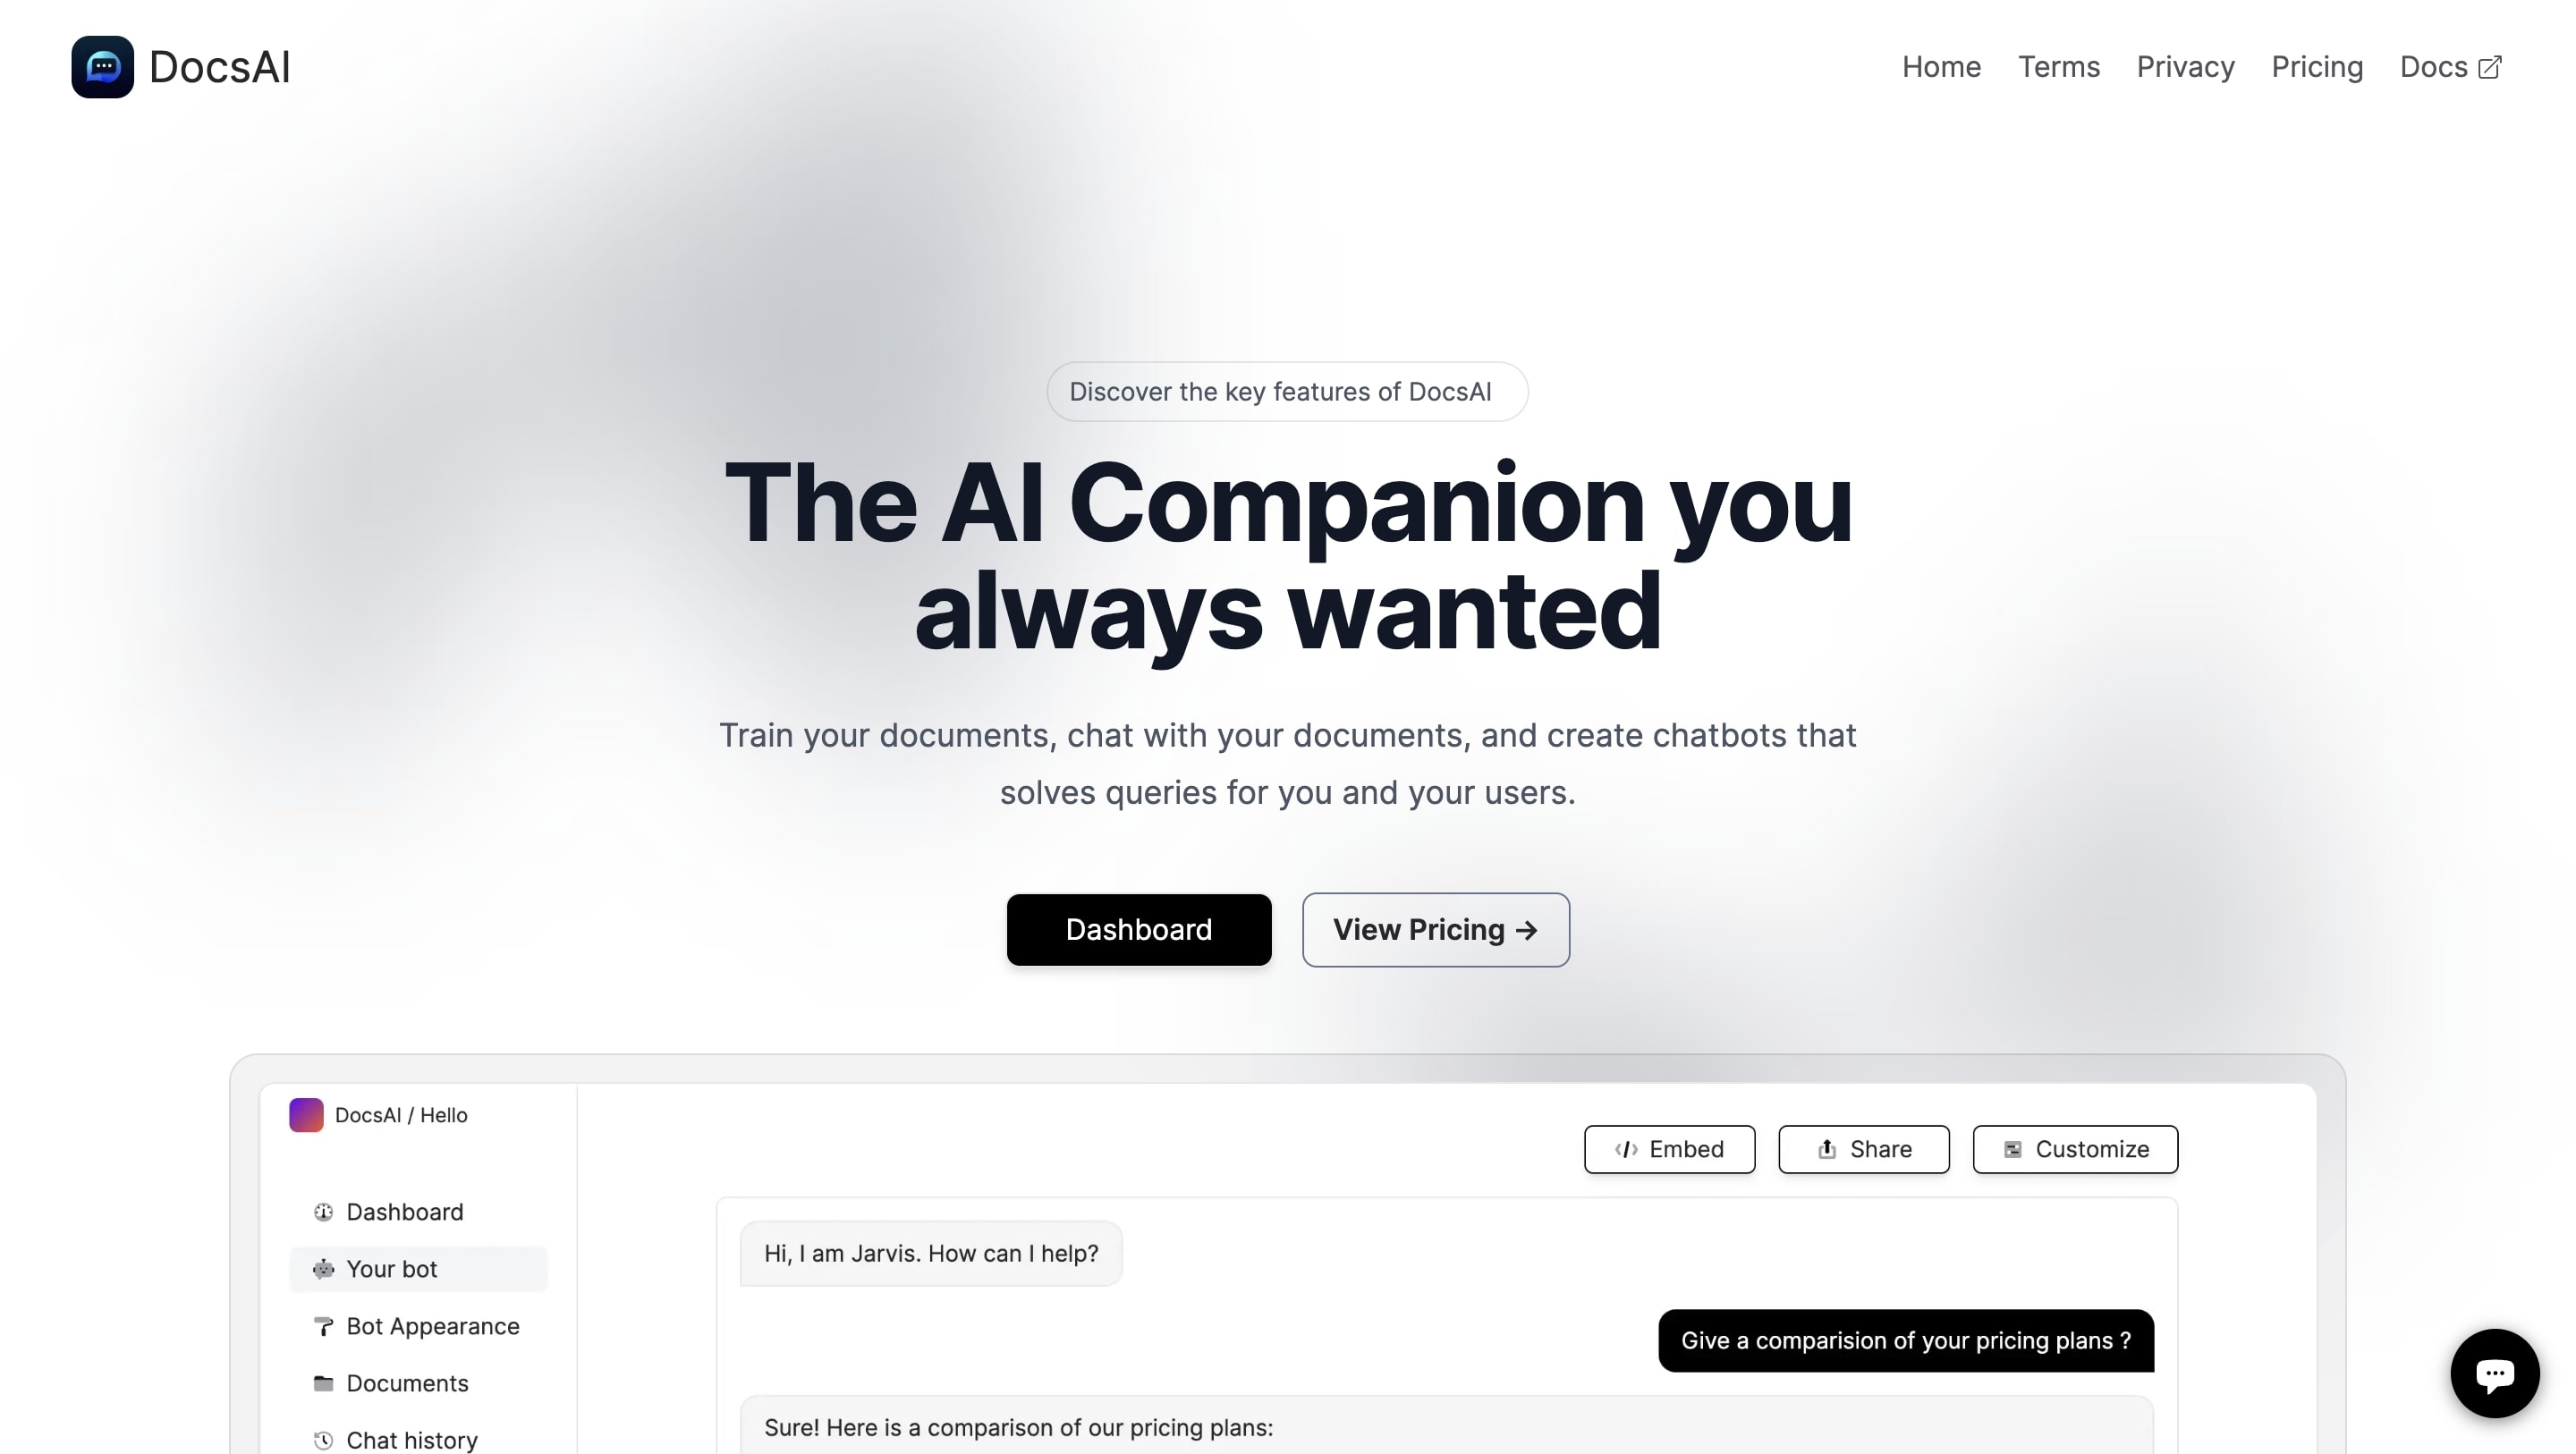 DocsAI
Home
Terms
Privacy
Pricing
Docs
Discover the key features of DocsAI
The AI Companion you
always wanted
Train your documents, chat with your documents, and create chatbots that
solves queries for you and your users.
Dashboard
View Pricing →
DocsAI / Hello
Dashboard
Your bot
Bot Appearance
Documents
Chat history
Embed
Share
Customize
Hi, I am Jarvis. How can I help?
Give a comparision of your pricing plans ?
Sure! Here is a comparison of our pricing plans: